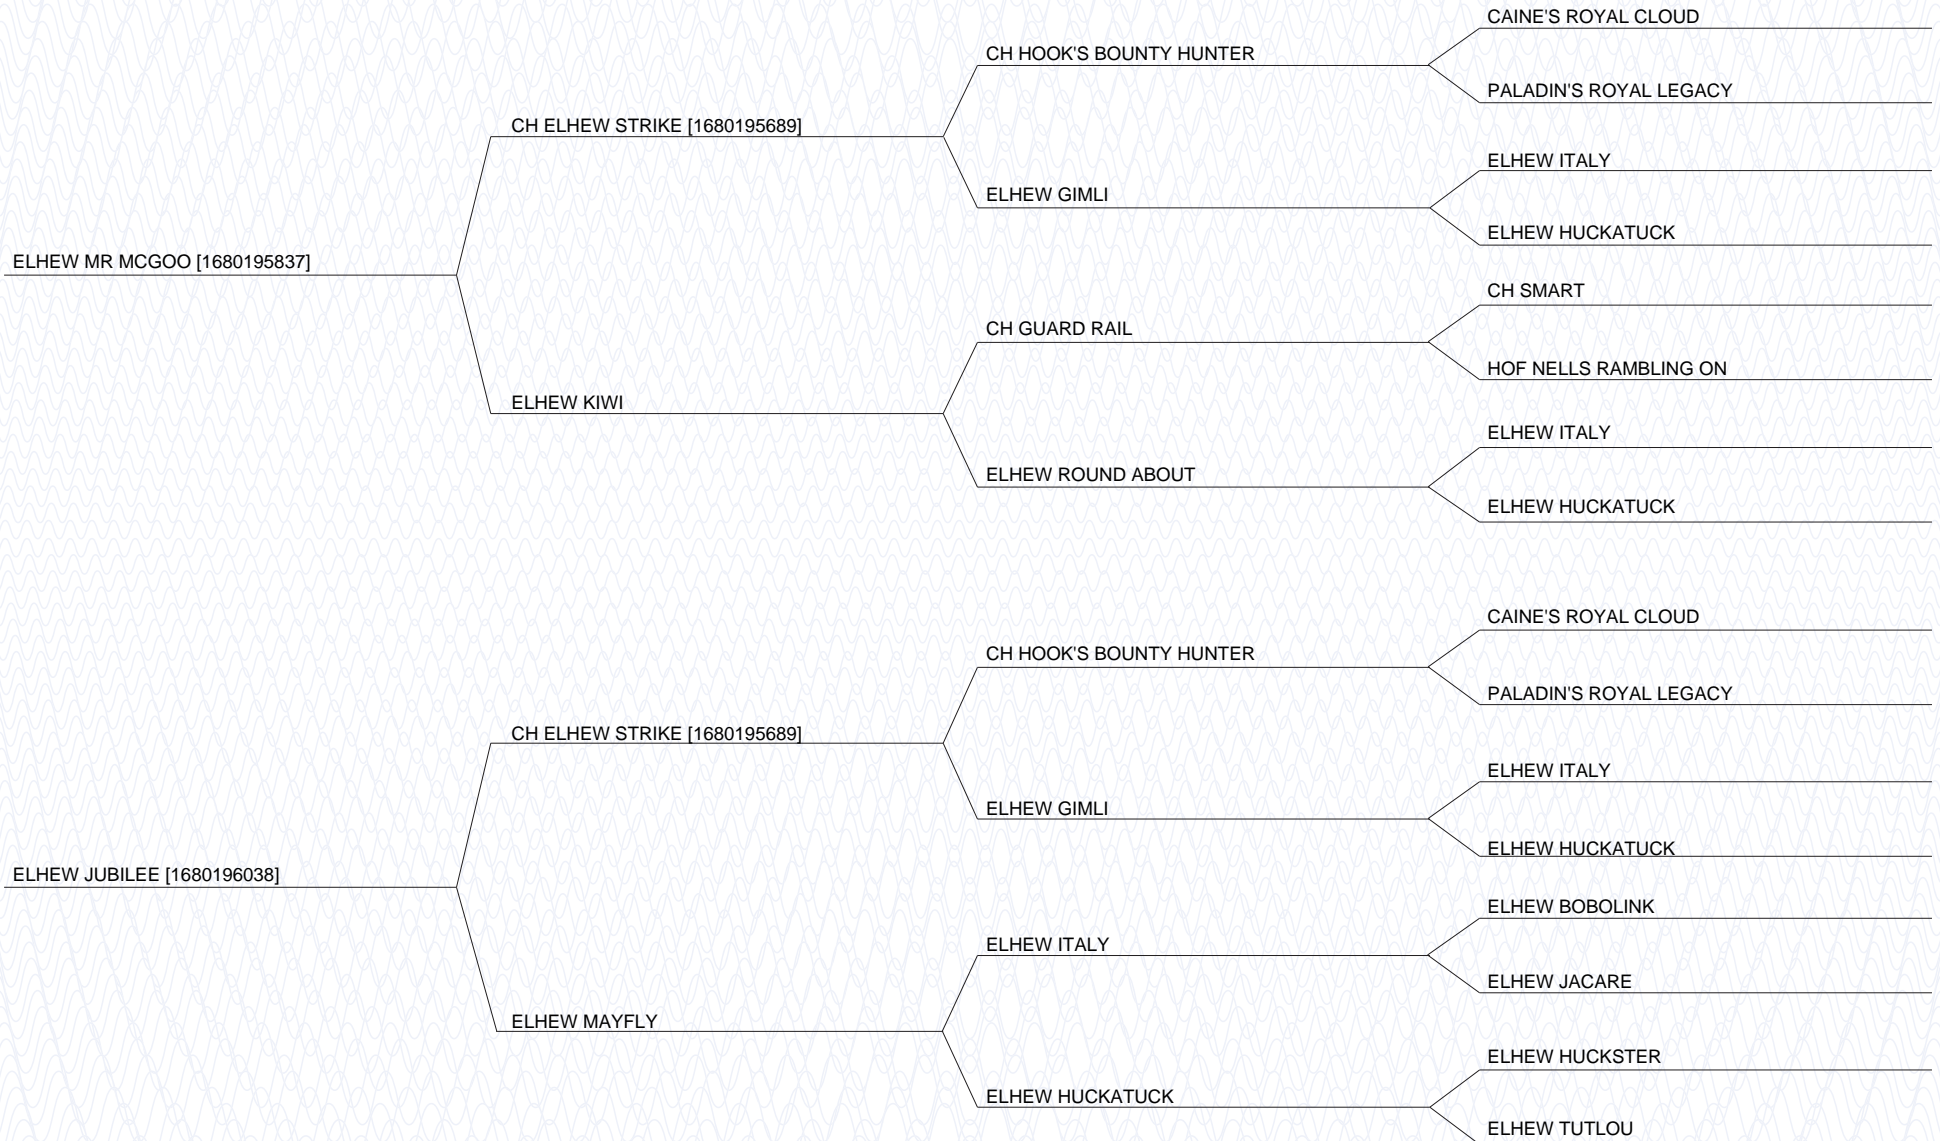 CAINE'S ROYAL CLOUD
CH HOOK'S BOUNTY HUNTER
PALADIN'S ROYAL LEGACY
CH ELHEW STRIKE [1680195689]
ELHEW ITALY
ELHEW GIMLI
ELHEW HUCKATUCK
ELHEW MR MCGOO [1680195837]
CH SMART
CH GUARD RAIL
HOF NELLS RAMBLING ON
ELHEW KIWI
ELHEW ITALY
ELHEW ROUND ABOUT
ELHEW HUCKATUCK
CAINE'S ROYAL CLOUD
CH HOOK'S BOUNTY HUNTER
PALADIN'S ROYAL LEGACY
CH ELHEW STRIKE [1680195689]
ELHEW ITALY
ELHEW GIMLI
ELHEW HUCKATUCK
ELHEW JUBILEE [1680196038]
ELHEW BOBOLINK
ELHEW ITALY
ELHEW JACARE
ELHEW MAYFLY
ELHEW HUCKSTER
ELHEW HUCKATUCK
ELHEW TUTLOU